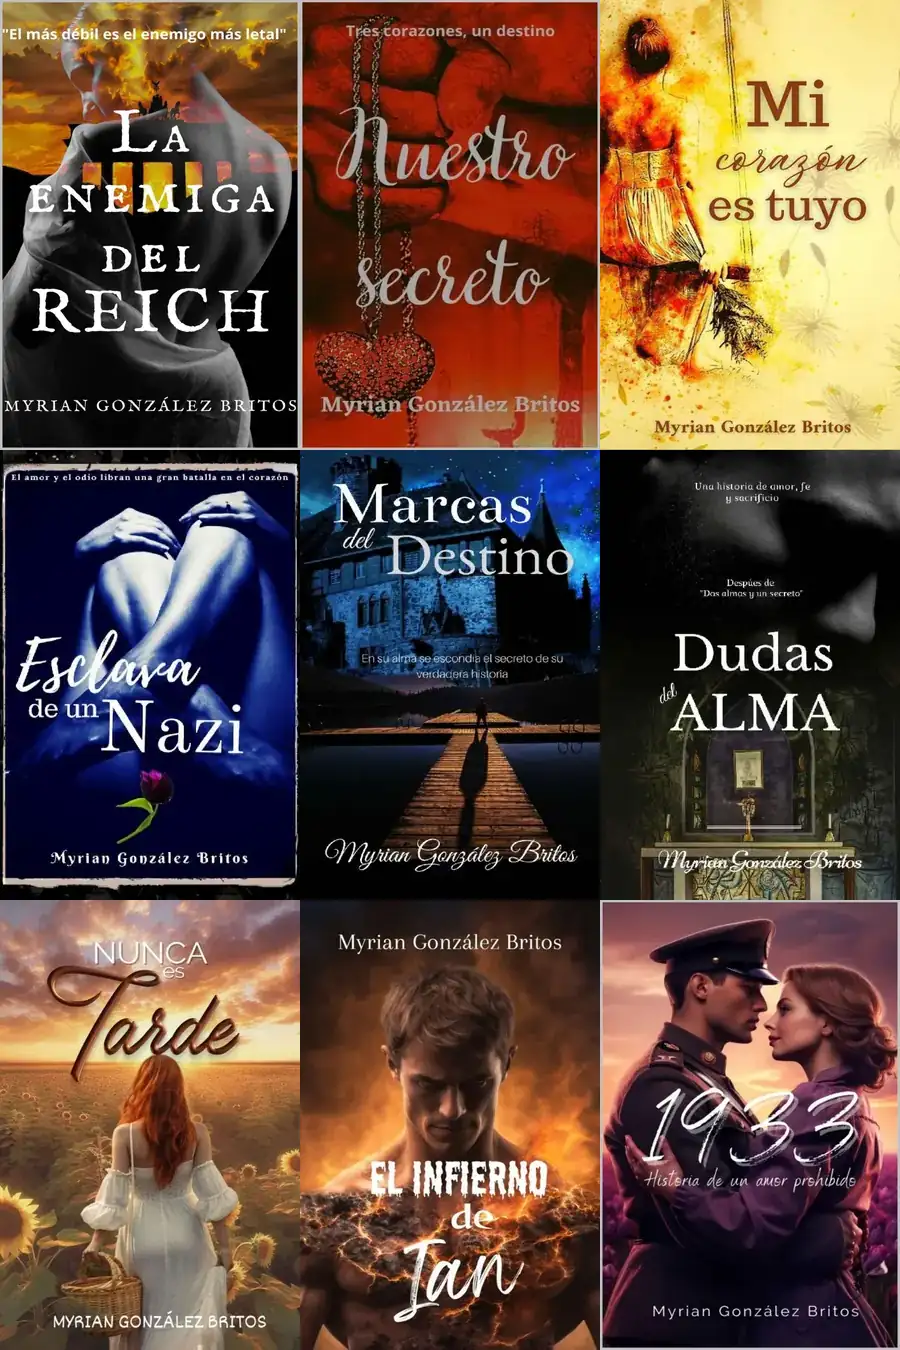 "El más débil es el enemigo más letal"
La
enemiga
del
Reich
Myrian González Britos
Tres corazones, un destino
Nuestro
secreto
Myrian González Britos
Mi
corazón
es tuyo
Myrian González Britos
El amor y el odio libran una gran batalla en el corazón
Esclava
de un Nazi
Myrian González Britos
Marcas
del Destino
En su alma se escondía el secreto de su
verdadera historia
Myrian González Britos
Una historia de amor, fe
y sacrificio
Despúes de
"Dos almas y un secreto"
Dudas
del ALMA
Myrian González Britos
NUNCA
es
Tarde
MYRIAN GONZÁLEZ BRITOS
Myrian González Britos
EL INFIERNO
de
Ian
1933
Historia de un amor prohibido
Myrian González Britos